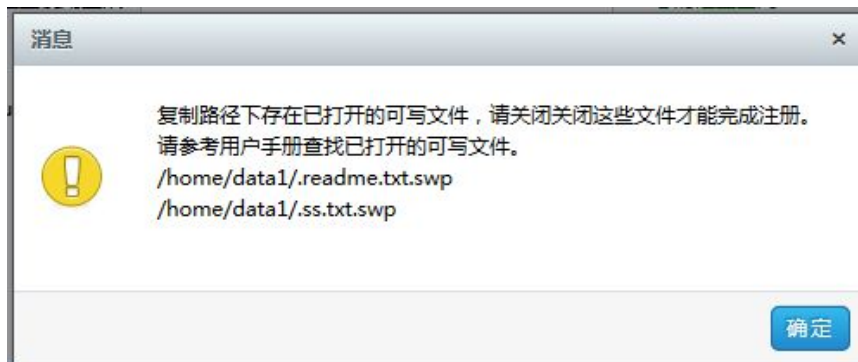 消息
×
复制路径下存在已打开的可写文件，请关闭关闭这些文件才能完成注册。
请参考用户手册查找已打开的可写文件。
/home/data1/.readme.txt.swp
/home/data1/.ss.txt.swp
确定